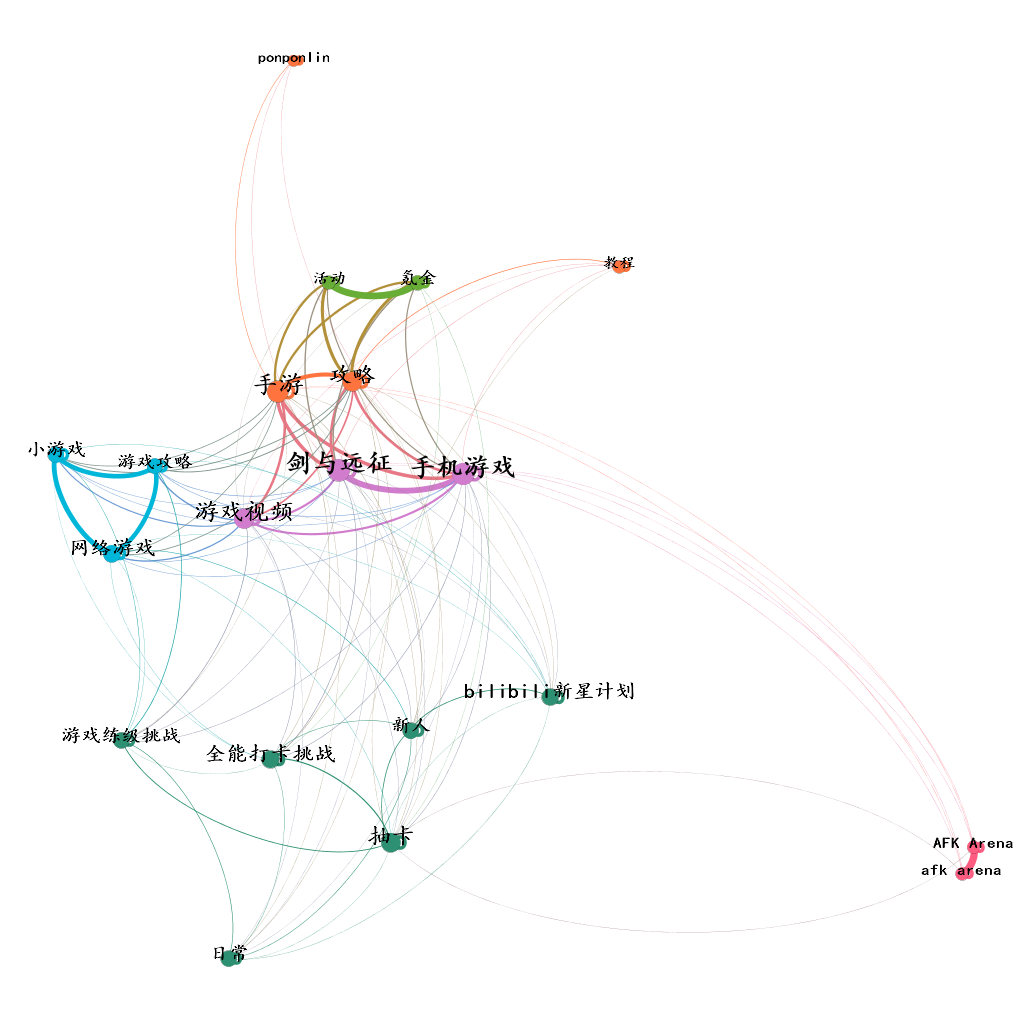 ponponlin
教程
活动
氪金
手游
攻略
小游戏
游戏攻略
剑与远征
手机游戏
游戏视频
网络游戏
bilibili新星计划
新人
游戏练级挑战
全能打卡挑战
抽卡
AFK Arena
afk arena
日常